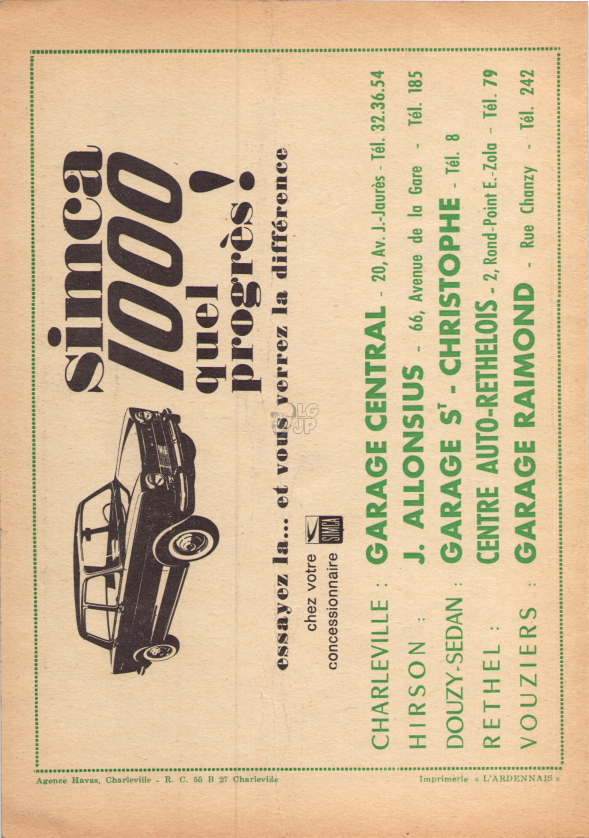 Simca
1000
quel
progrès !
essayez la... et vous verrez la différence
chez votre
concessionnaire SIMCA
CHARLEVILLE : GARAGE CENTRAL - 20, Av. J.-Jaurès - Tél. 32.36.54
HIRSON : J. ALLONSIUS - 66, Avenue de la Gare - Tél. 185
DOUZY-SEDAN : GARAGE ST - CHRISTOPHE - Tél. 8
RETHEL : CENTRE AUTO-RETHELOIS - 2, Rond-Point E.-Zola - Tél. 79
VOUZIERS : GARAGE RAIMOND - Rue Chanzy - Tél. 242
Agence Havas, Charleville - R. C. 55 B 27 Charleville
Imprimerie « L'ARDENNAIS »
LG
JP